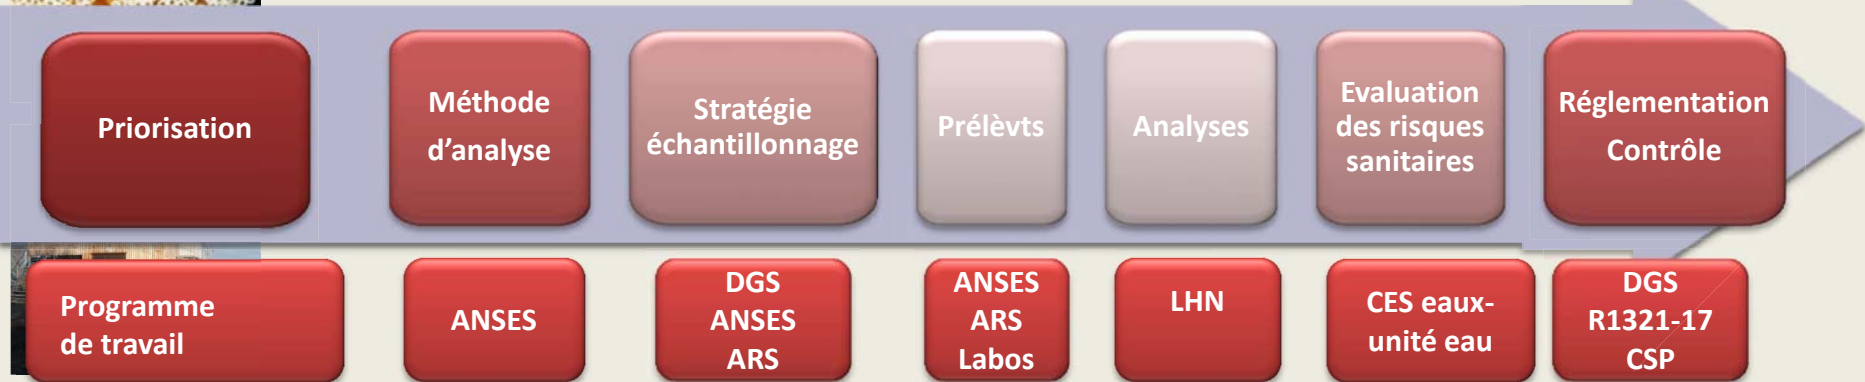 Priorisation
Méthode
d'analyse
Stratégie
échantillonnage
Prélèvts
Analyses
Evaluation
des risques
sanitaires
Réglementation
Contrôle
Programme
de travail
ANSES
DGS
ANSES
ARS
ANSES
ARS
Labos
LHN
CES eaux-
unité eau
DGS
R1321-17
CSP